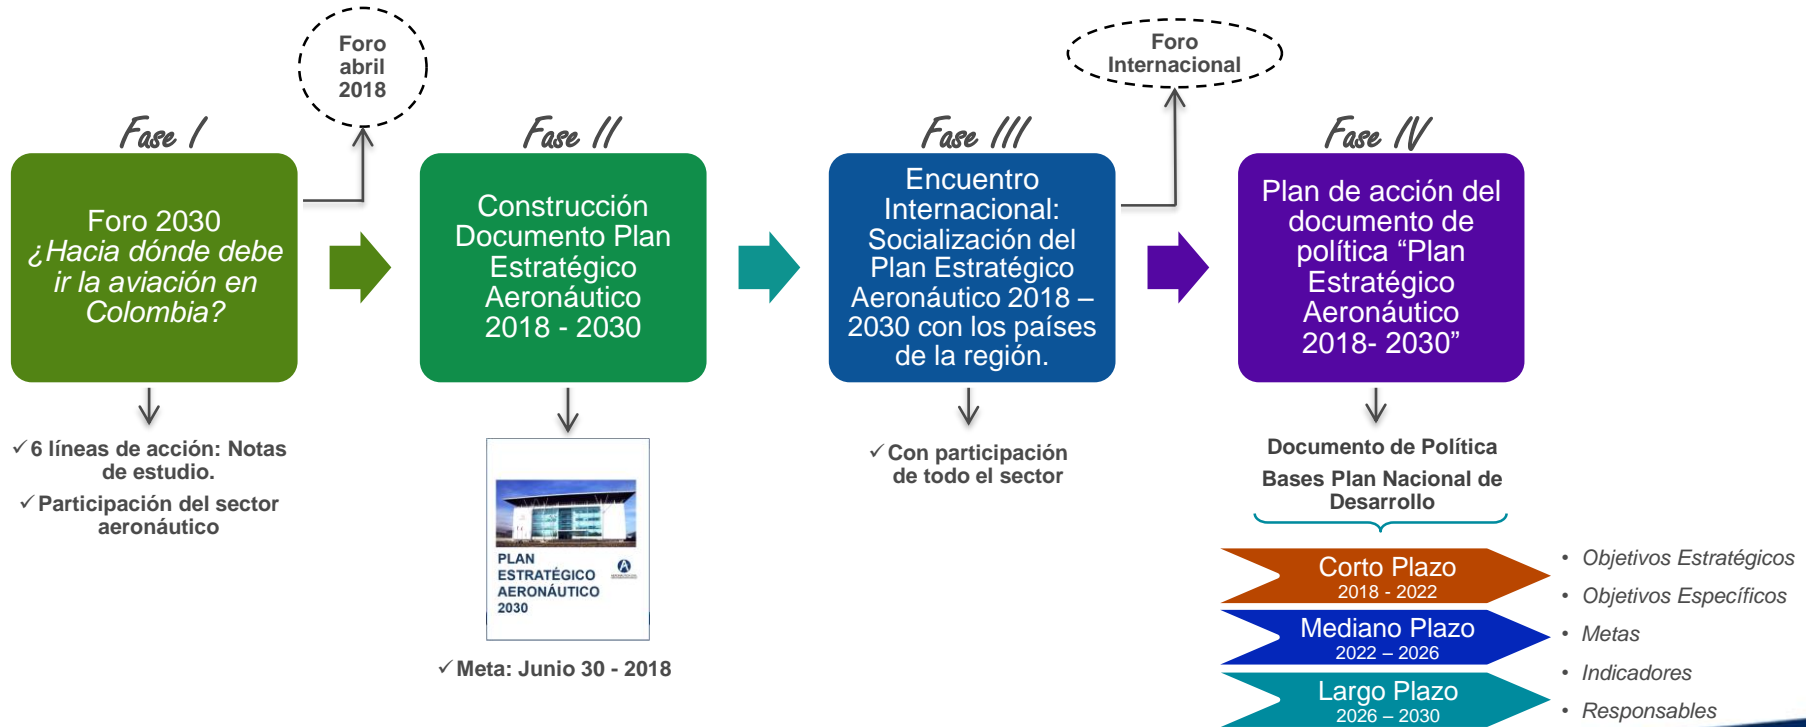 Foro
abril
2018
Foro
Internacional
Fase I
Fase II
Fase III
Fase IV
Foro 2030
¿Hacia dónde debe
ir la aviación en
Colombia?
Construcción
Documento Plan
Estratégico
Aeronáutico
2018 - 2030
Encuentro
Internacional:
Socialización del
Plan Estratégico
Aeronáutico 2018 –
2030 con los países
de la región.
Plan de acción del
documento de
política “Plan
Estratégico
Aeronáutico
2018- 2030”
✓ 6 líneas de acción: Notas
de estudio.
✓ Participación del sector
aeronáutico
PLAN
ESTRATÉGICO
AERONÁUTICO
2030
✓ Meta: Junio 30 - 2018
✓ Con participación
de todo el sector
Documento de Política
Bases Plan Nacional de
Desarrollo
Corto Plazo
2018 - 2022
Mediano Plazo
2022 – 2026
Largo Plazo
2026 – 2030
• Objetivos Estratégicos
• Objetivos Específicos
• Metas
• Indicadores
• Responsables